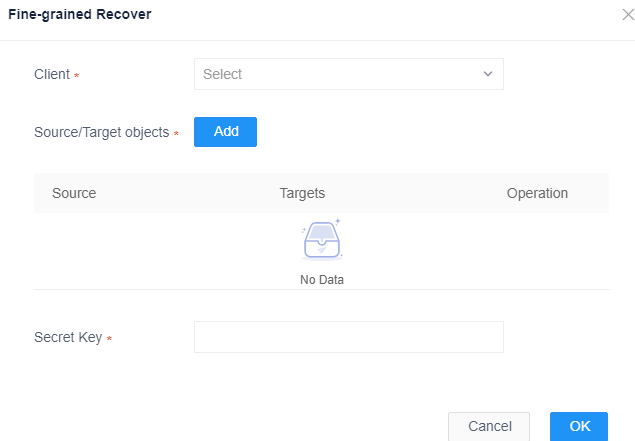 Fine-grained Recover
Client *
Select
Source/Target objects *
Add
Source Targets Operation
No Data
Secret Key *
Cancel OK